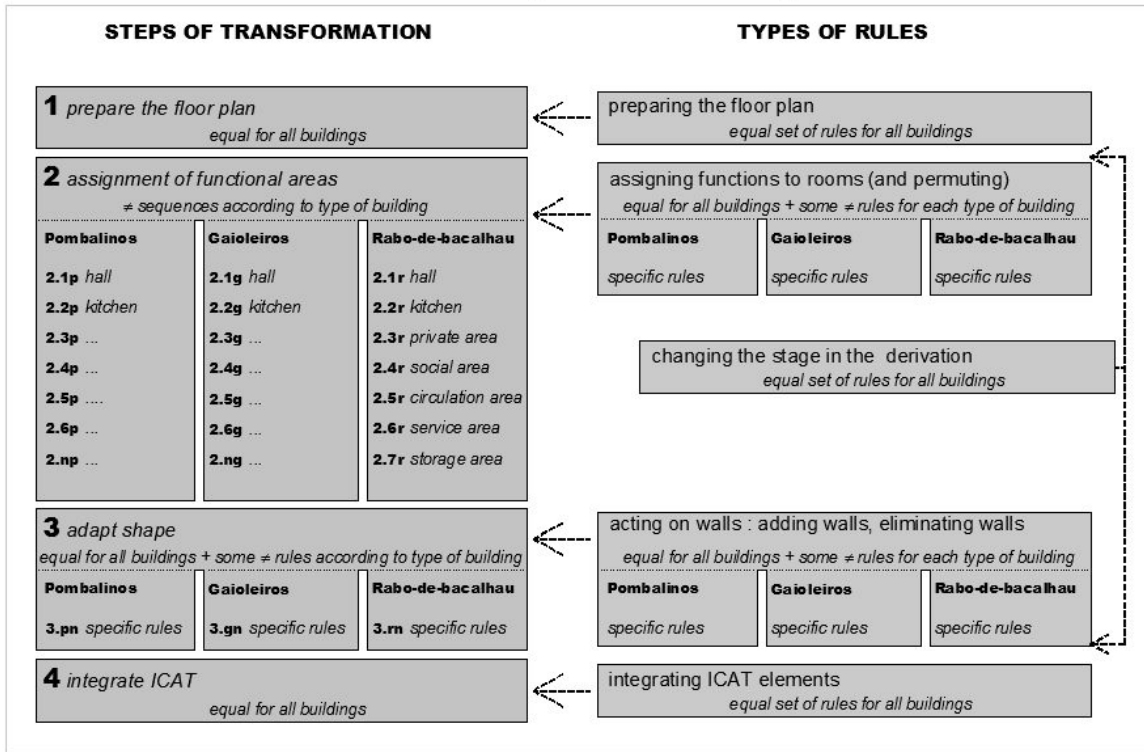 STEPS OF TRANSFORMATION
1 prepare the floor plan
equal for all buildings
2 assignment of functional areas
≠ sequences according to type of building
Pombalinos
2.1p hall
2.2p kitchen
2.3p ...
2.4p ...
2.5p ....
2.6p ...
2.np ...
Gaioleiros
2.1g hall
2.2g kitchen
2.3g ...
2.4g ...
2.5g ...
2.6g ...
2.ng ...
Rabo-de-bacalhau
2.1r hall
2.2r kitchen
2.3r private area
2.4r social area
2.5r circulation area
2.6r service area
2.7r storage area
3 adapt shape
equal for all buildings + some ≠ rules according to type of building
Pombalinos
3.pn specific rules
Gaioleiros
3.gn specific rules
Rabo-de-bacalhau
3.rn specific rules
4 integrate ICAT
equal for all buildings
TYPES OF RULES
preparing the floor plan
equal set of rules for all buildings
assigning functions to rooms (and permuting)
equal for all buildings + some ≠ rules for each type of building
Pombalinos
specific rules
Gaioleiros
specific rules
Rabo-de-bacalhau
specific rules
changing the stage in the derivation
equal set of rules for all buildings
acting on walls : adding walls, eliminating walls
equal for all buildings + some ≠ rules for each type of building
Pombalinos
specific rules
Gaioleiros
specific rules
Rabo-de-bacalhau
specific rules
integrating ICAT elements
equal set of rules for all buildings